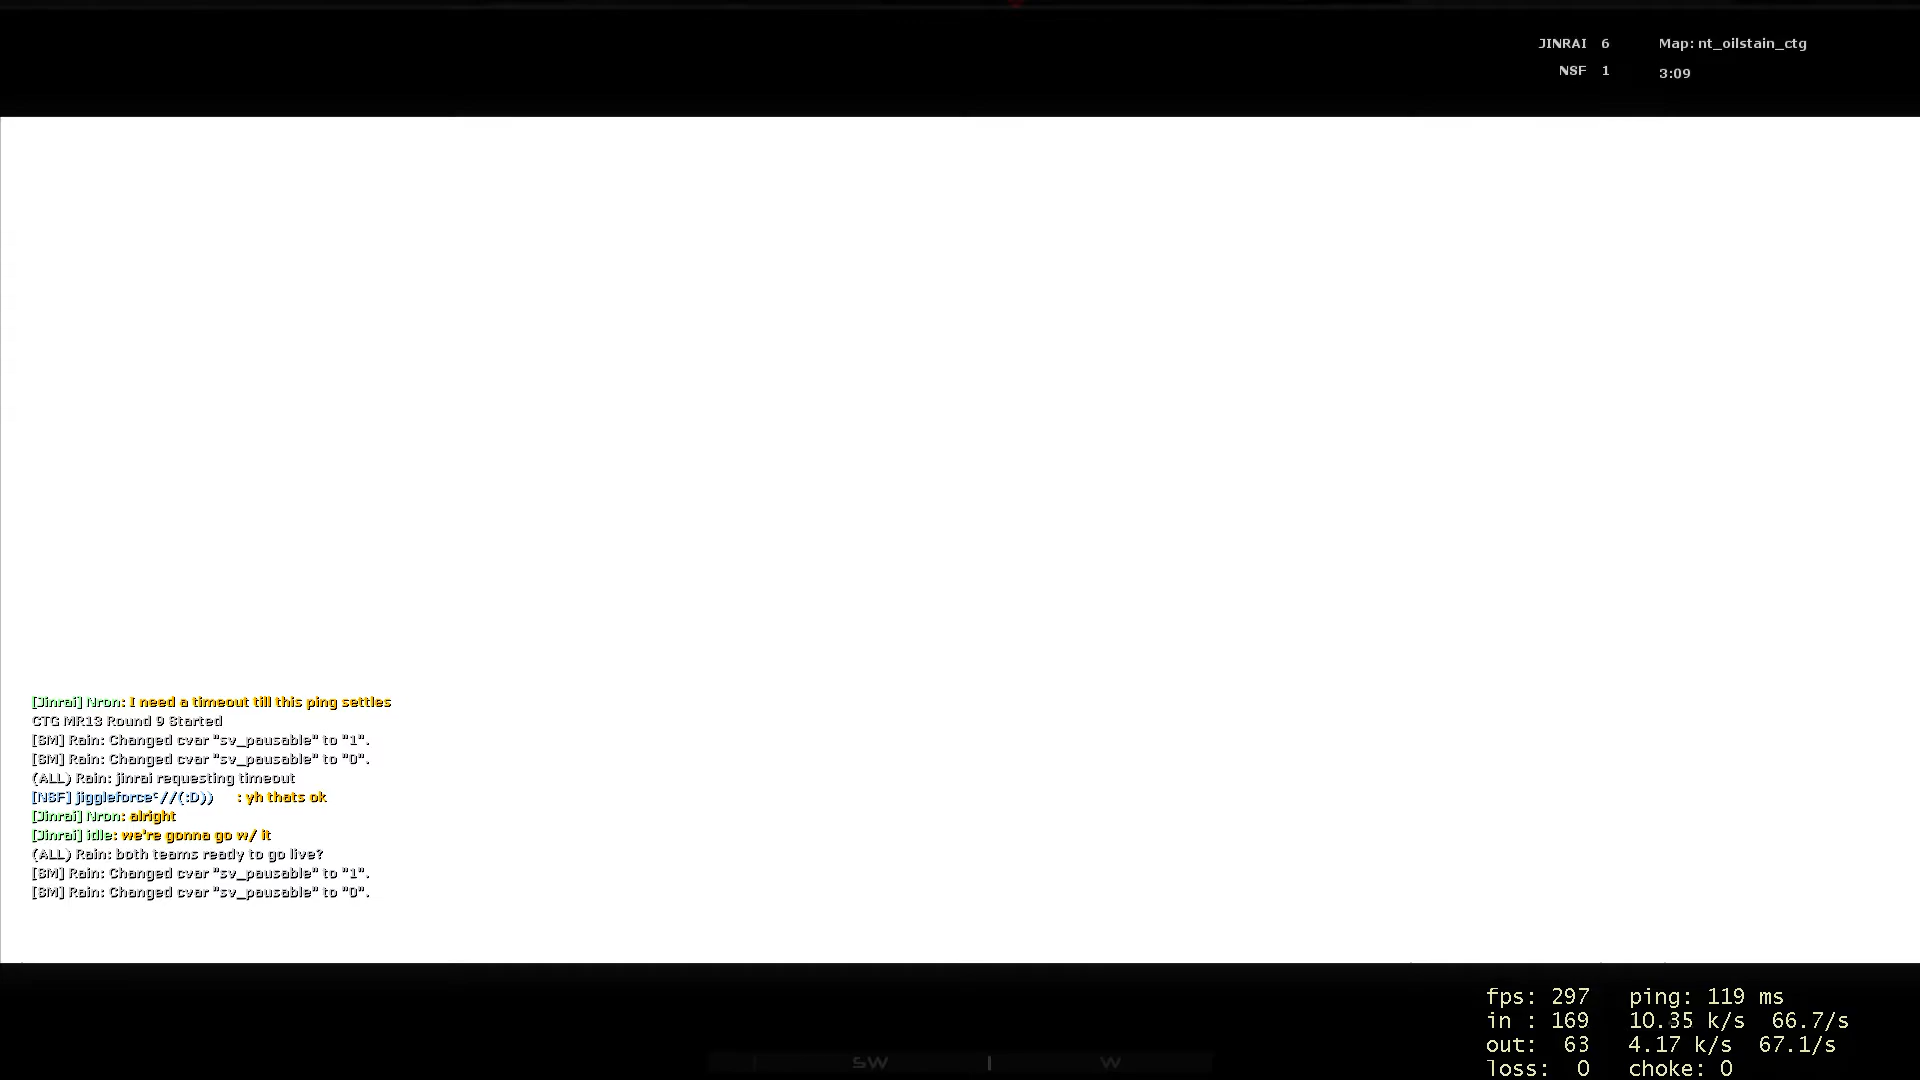 JINRAI 6 Map: nt_oilstain_ctg
NSF 1 3:09
[Jinrai] Nron: I need a timeout till this ping settles
CTG MR13 Round 9 Started
[SM] Rain: Changed cvar "sv_pausable" to "1".
[SM] Rain: Changed cvar "sv_pausable" to "0".
(ALL) Rain: jinrai requesting timeout
[NSF] jiggleforce^//(:D)) : yh thats ok
[Jinrai] Nron: alright
[Jinrai] idle: we're gonna go w/ it
(ALL) Rain: both teams ready to go live?
[SM] Rain: Changed cvar "sv_pausable" to "1".
[SM] Rain: Changed cvar "sv_pausable" to "0".
fps: 297 ping: 119 ms
in : 169 10.35 k/s 66.7/s
out: 63 4.17 k/s 67.1/s
loss: 0 choke: 0
SW | W